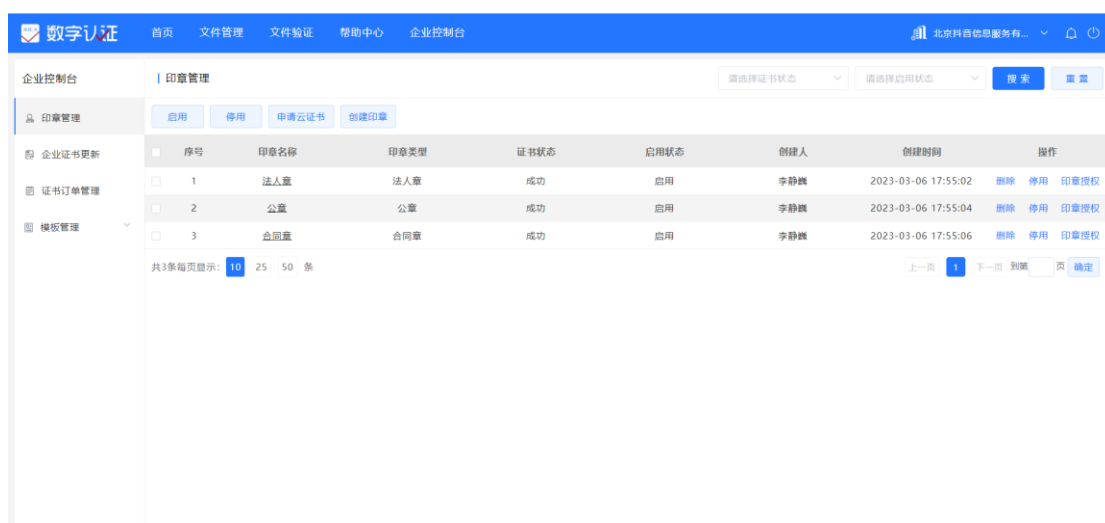 数字认证 首页 文件管理 文件验证 帮助中心 企业控制台 北京抖音信息服务有...
企业控制台 印章管理 请选择证书状态 请选择启用状态 搜索 重置
印章管理 启用 停用 申请云证书 创建印章
企业证书更新 序号 印章名称 印章类型 证书状态 启用状态 创建人 创建时间 操作
证书订单管理 1 法人章 法人章 成功 启用 李静巍 2023-03-06 17:55:02 删除 停用 印章授权
2 公章 公章 成功 启用 李静巍 2023-03-06 17:55:04 删除 停用 印章授权
模板管理 3 合同章 合同章 成功 启用 李静巍 2023-03-06 17:55:06 删除 停用 印章授权
共3条每页显示: 10 25 50 条 上一页 1 下一页 到第 页 确定